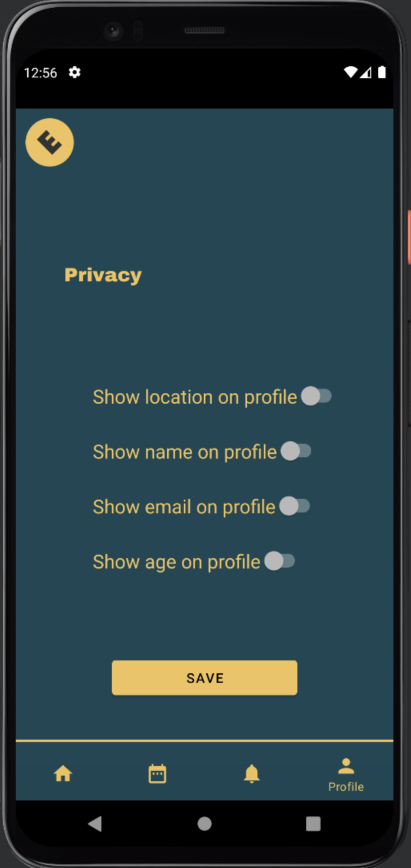 12:56
E
Privacy
Show location on profile
Show name on profile
Show email on profile
Show age on profile
SAVE
Profile